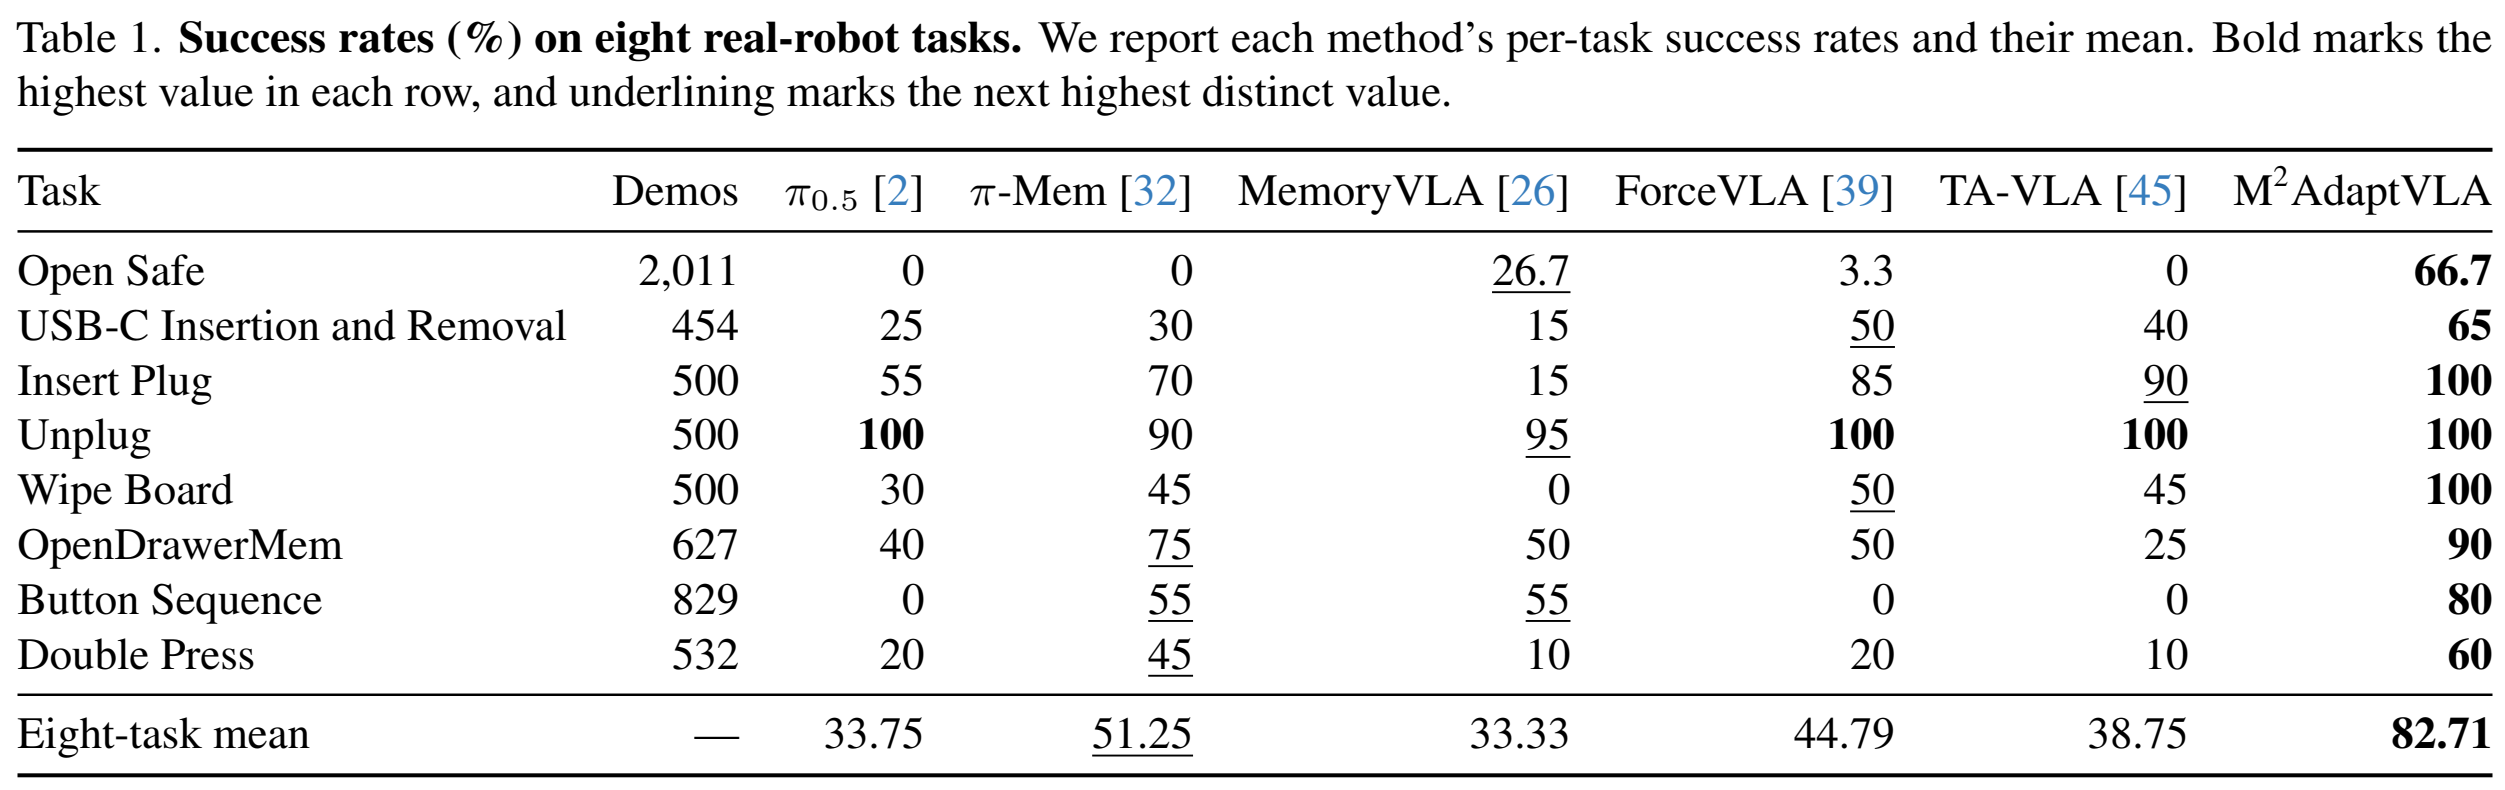 Table 1. Success rates (%) on eight real-robot tasks. We report each method's per-task success rates and their mean. Bold marks the
highest value in each row, and underlining marks the next highest distinct value.
Task Demos π0.5 [2] π-Mem [32] MemoryVLA [26] ForceVLA [39] TA-VLA [45] M²AdaptVLA
Open Safe 2,011 0 0 26.7 3.3 0 66.7
USB-C Insertion and Removal 454 25 30 15 50 40 65
Insert Plug 500 55 70 15 85 90 100
Unplug 500 100 90 95 100 100 100
Wipe Board 500 30 45 0 50 45 100
OpenDrawerMem 627 40 75 50 50 25 90
Button Sequence 829 0 55 55 0 0 80
Double Press 532 20 45 10 20 10 60
Eight-task mean — 33.75 51.25 33.33 44.79 38.75 82.71